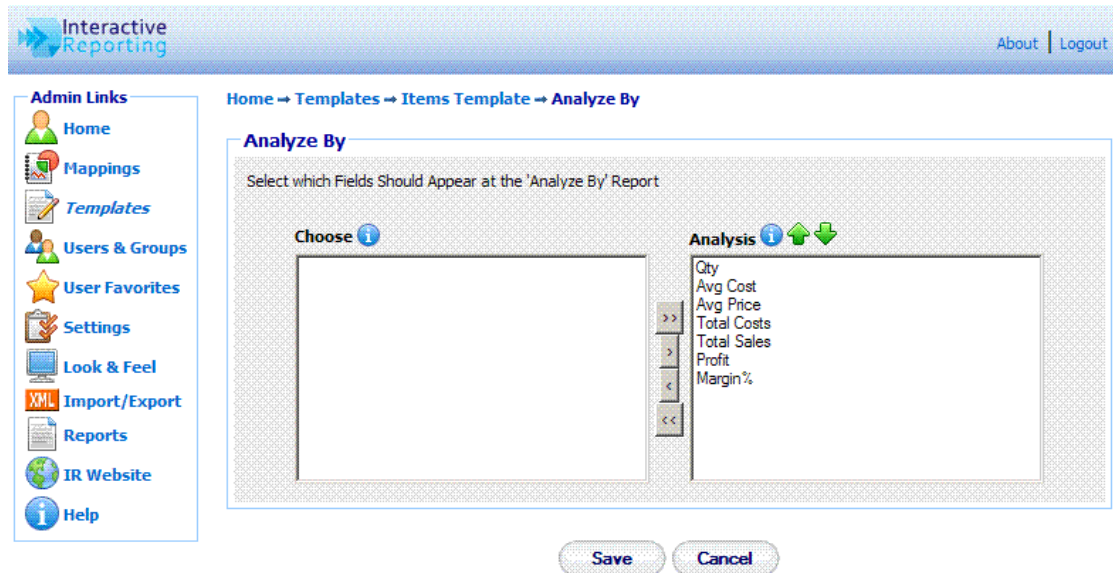 Interactive
Reporting
About | Logout
Admin Links
Home
Mappings
Templates
Users & Groups
User Favorites
Settings
Look & Feel
XML Import/Export
Reports
IR Website
Help
Home → Templates → Items Template → Analyze By
Analyze By
Select which Fields Should Appear at the 'Analyze By' Report
Choose
>>
>
<
<<
Analysis
Qty
Avg Cost
Avg Price
Total Costs
Total Sales
Profit
Margin%
Save
Cancel